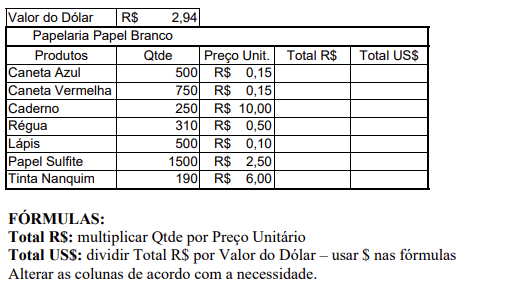 Valor do Dólar R$ 2,94
Papelaria Papel Branco
Produtos Qtde Preço Unit. Total R$ Total US$
Caneta Azul 500 R$ 0,15
Caneta Vermelha 750 R$ 0,15
Caderno 250 R$ 10,00
Régua 310 R$ 0,50
Lápis 500 R$ 0,10
Papel Sulfite 1500 R$ 2,50
Tinta Nanquim 190 R$ 6,00
FÓRMULAS:
Total R$: multiplicar Qtde por Preço Unitário
Total US$: dividir Total R$ por Valor do Dólar – usar $ nas fórmulas
Alterar as colunas de acordo com a necessidade.